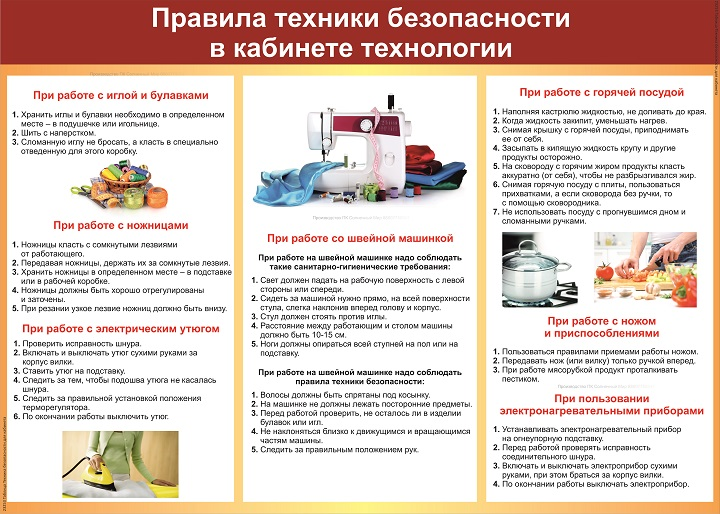 Правила техники безопасности
в кабинете технологии
При работе с иглой и булавками
1. Хранить иглы и булавки необходимо в определенном
месте – в подушечке или игольнице.
2. Шить с наперстком.
3. Сломанную иглу не бросать, а класть в специально
отведенную для этого коробку.
При работе с ножницами
1. Ножницы класть с сомкнутыми лезвиями
от работающего.
2. Передавая ножницы, держать их за сомкнутые лезвия.
3. Хранить ножницы в определенном месте – в подставке
или в рабочей коробке.
4. Ножницы должны быть хорошо отрегулированы
и заточены.
5. При резании узкое лезвие ножниц должно быть внизу.
При работе с электрическим утюгом
1. Проверить исправность шнура.
2. Включать и выключать утюг сухими руками за
корпус вилки.
3. Ставить утюг на подставку.
4. Следить за тем, чтобы подошва утюга не касалась
шнура.
5. Следить за правильной установкой положения
терморегулятора.
6. По окончании работы выключить утюг.
При работе со швейной машинкой
При работе на швейной машинке надо соблюдать
такие санитарно-гигиенические требования:
1. Свет должен падать на рабочую поверхность с левой
стороны или спереди.
2. Сидеть за машиной нужно прямо, на всей поверхности
стула, слегка наклонив вперед голову и корпус.
3. Стул должен стоять против иглы.
4. Расстояние между работающим и столом машины
должно быть 10-15 см.
5. Ноги должны опираться всей ступней на пол или на
подставку.
При работе на швейной машинке надо соблюдать
правила техники безопасности:
1. Волосы должны быть спрятаны под косынку.
2. На машинке не должны лежать посторонние предметы.
3. Перед работой проверить, не осталось ли в изделии
булавок или игл.
4. Не наклоняться близко к движущимся и вращающимся
частям машины.
5. Следить за правильным положением рук.
При работе с горячей посудой
1. Наполняя кастрюлю жидкостью, не доливать до края.
2. Когда жидкость закипит, уменьшать нагрев.
3. Снимая крышку с горячей посуды, приподнимать
ее от себя.
4. Засыпать в кипящую жидкость крупу и другие
продукты осторожно.
5. На сковороду с горячим жиром продукты класть
аккуратно (от себя), чтобы не разбрызгивался жир.
6. Снимая горячую посуду с плиты, пользоваться
прихватками, а если сковорода без ручки, то
с помощью сковородника.
7. Не использовать посуду с прогнувшимся дном и
сломанными ручками.
При работе с ножом
и приспособлениями
1. Пользоваться правилами приемами работы ножом.
2. Передавать нож (или вилку) только ручкой вперед.
3. При работе мясорубкой продукт проталкивать
пестиком.
При пользовании
электронагревательными приборами
1. Устанавливать электронагревательный прибор
на огнеупорную подставку.
2. Перед работой проверять исправность
соединительного шнура.
3. Включать и выключать электроприбор сухими
руками, при этом браться за корпус вилки.
4. По окончании работы выключать электроприбор.